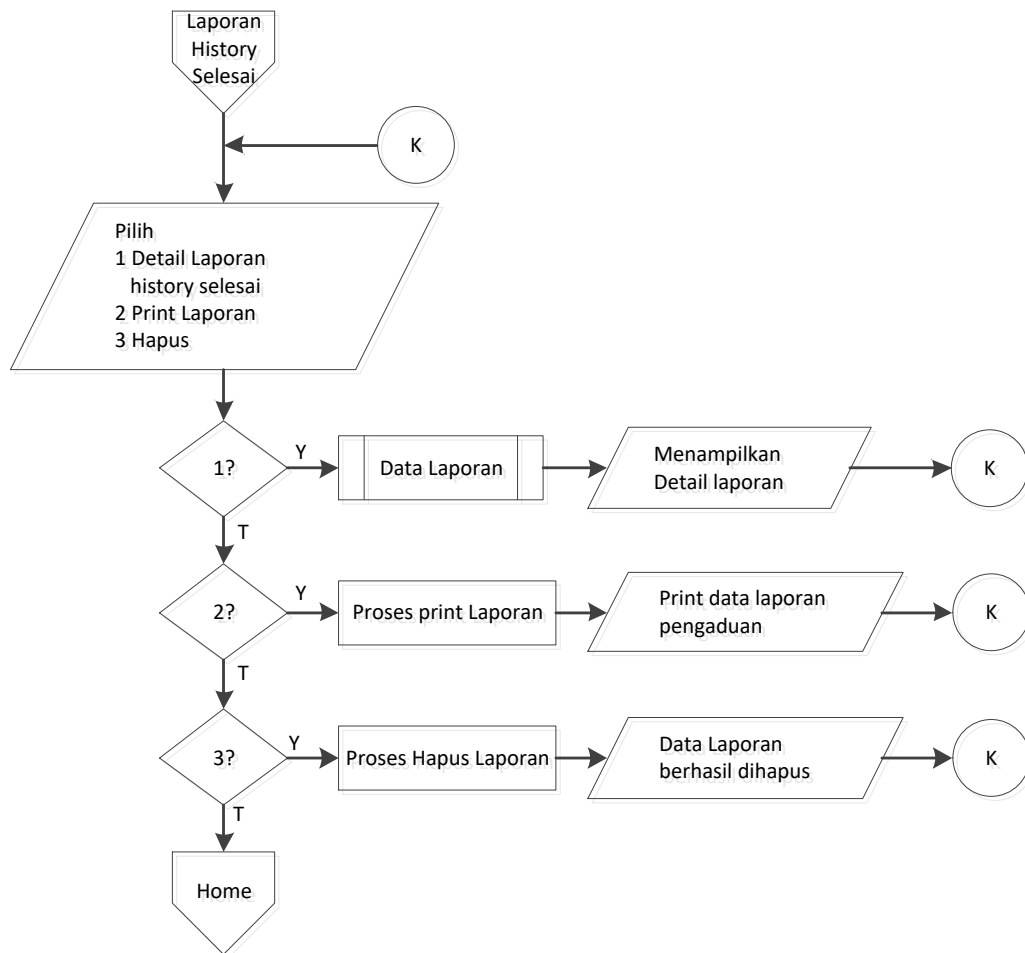 Laporan
History
Selesai
K
Pilih
1 Detail Laporan
history selesai
2 Print Laporan
3 Hapus
1?
Y
Data Laporan
Menampilkan
Detail laporan
K
T
2?
Y
Proses print Laporan
Print data laporan
pengaduan
K
T
3?
Y
Proses Hapus Laporan
Data Laporan
berhasil dihapus
K
T
Home